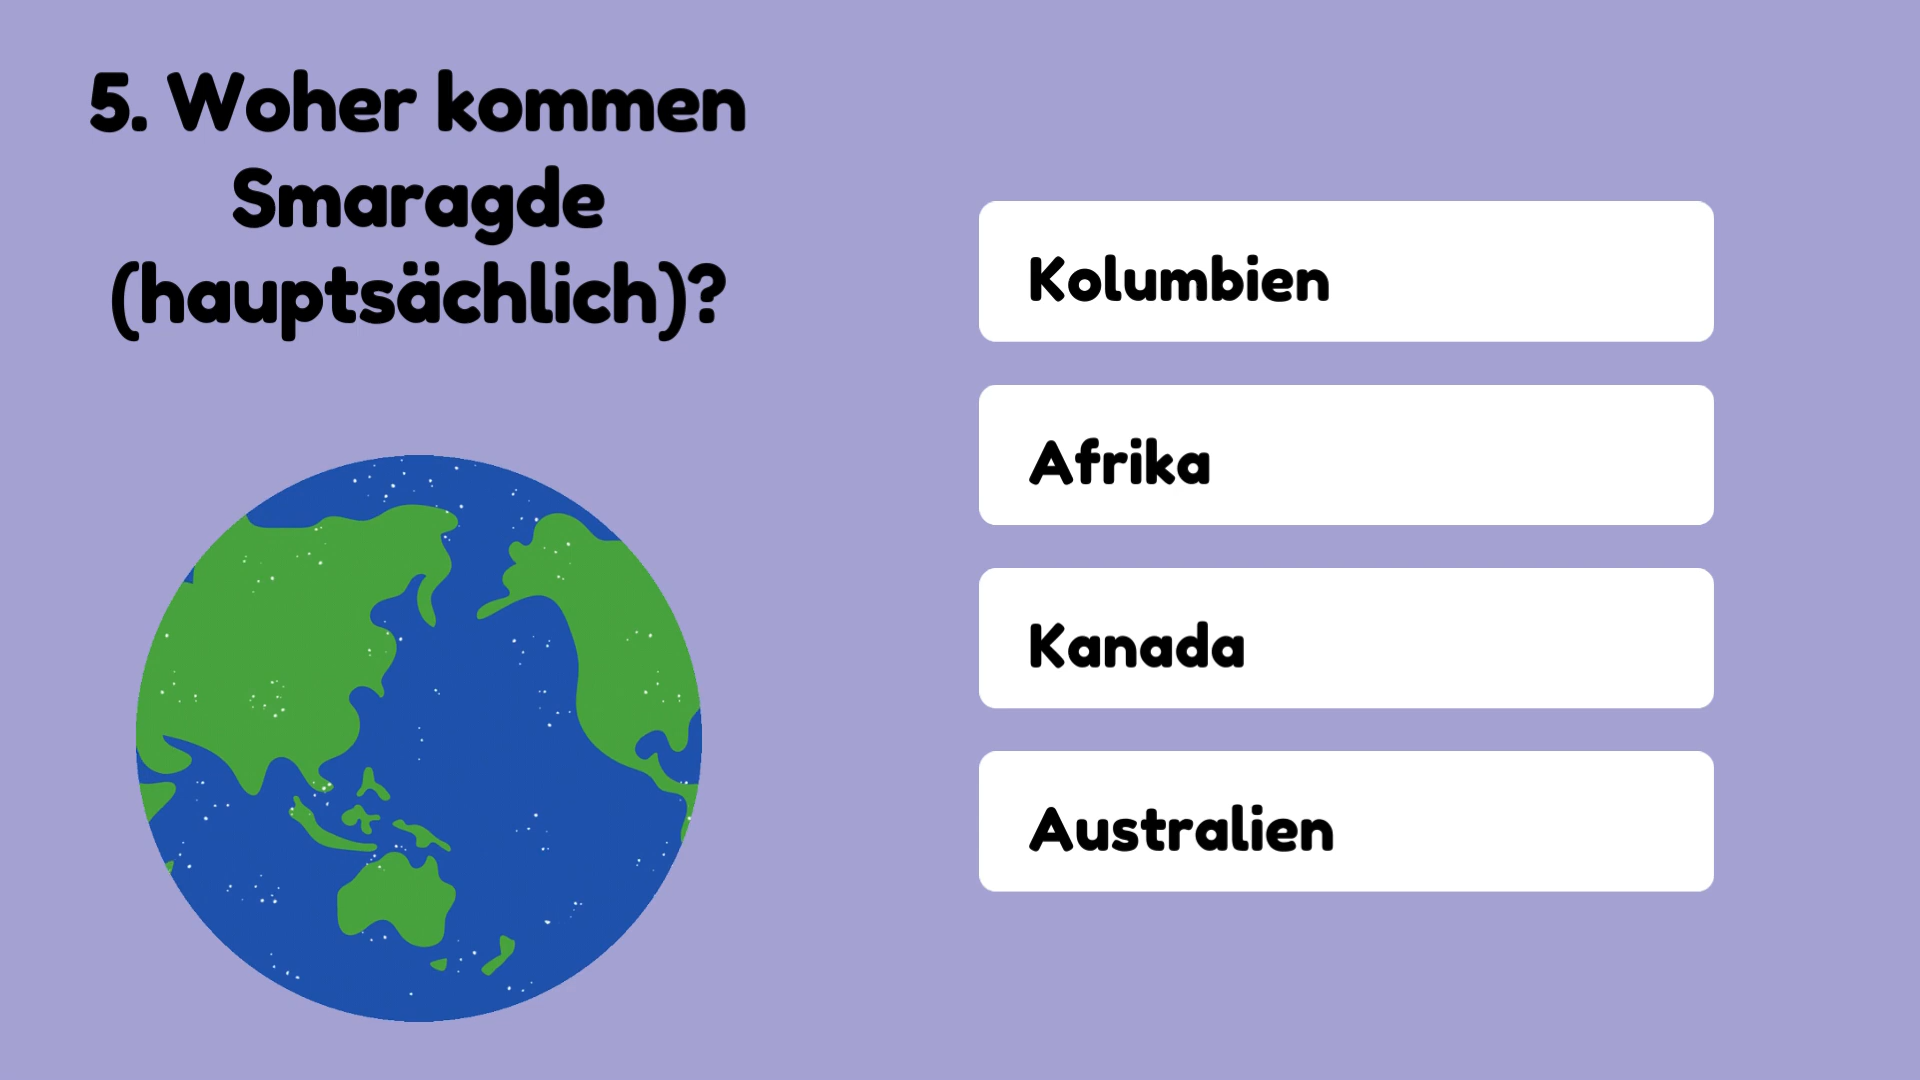 5. Woher kommen
Smaragde
(hauptsächlich)?
Kolumbien
Afrika
Kanada
Australien